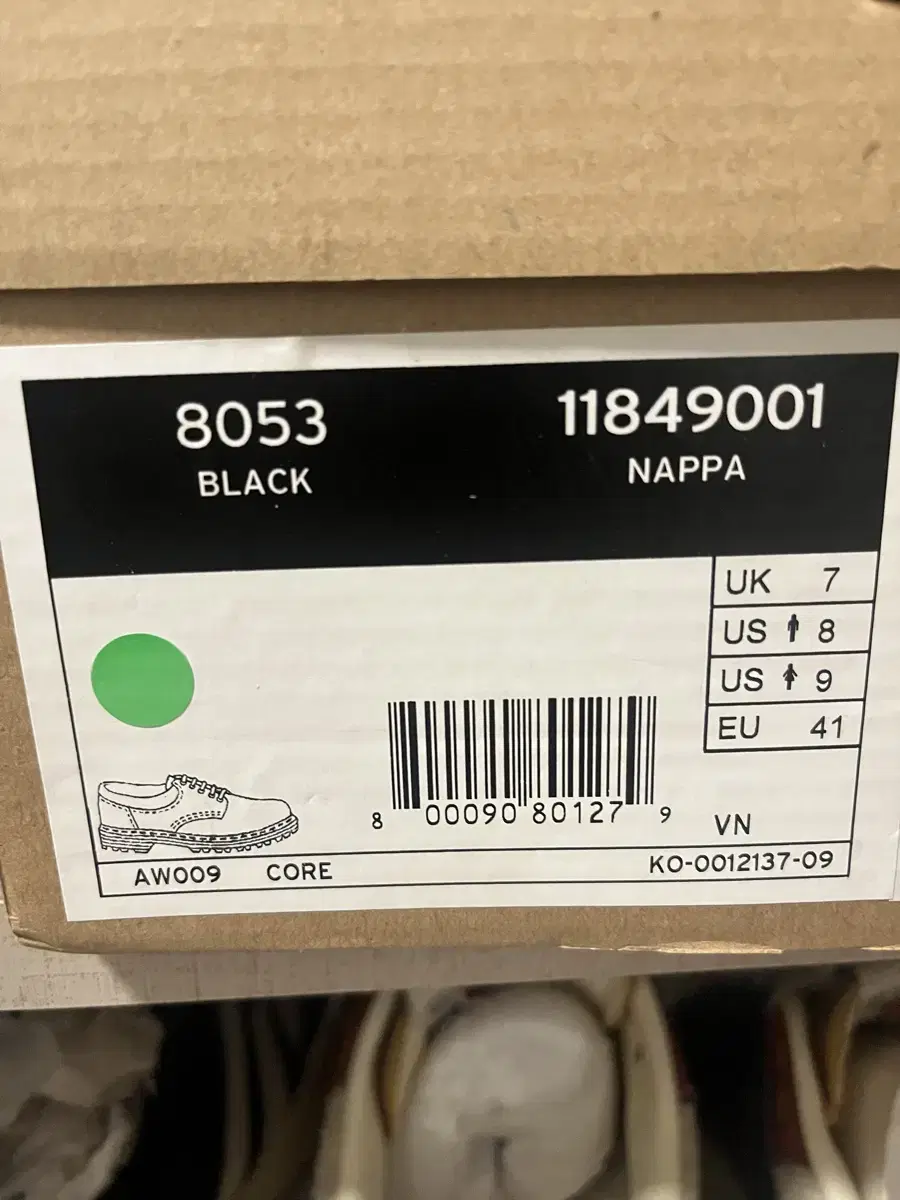 8053
BLACK
11849001
NAPPA
UK 7
US 8
US 9
EU 41
8 00090 80127 9
VN
AW009 CORE
KO-0012137-09